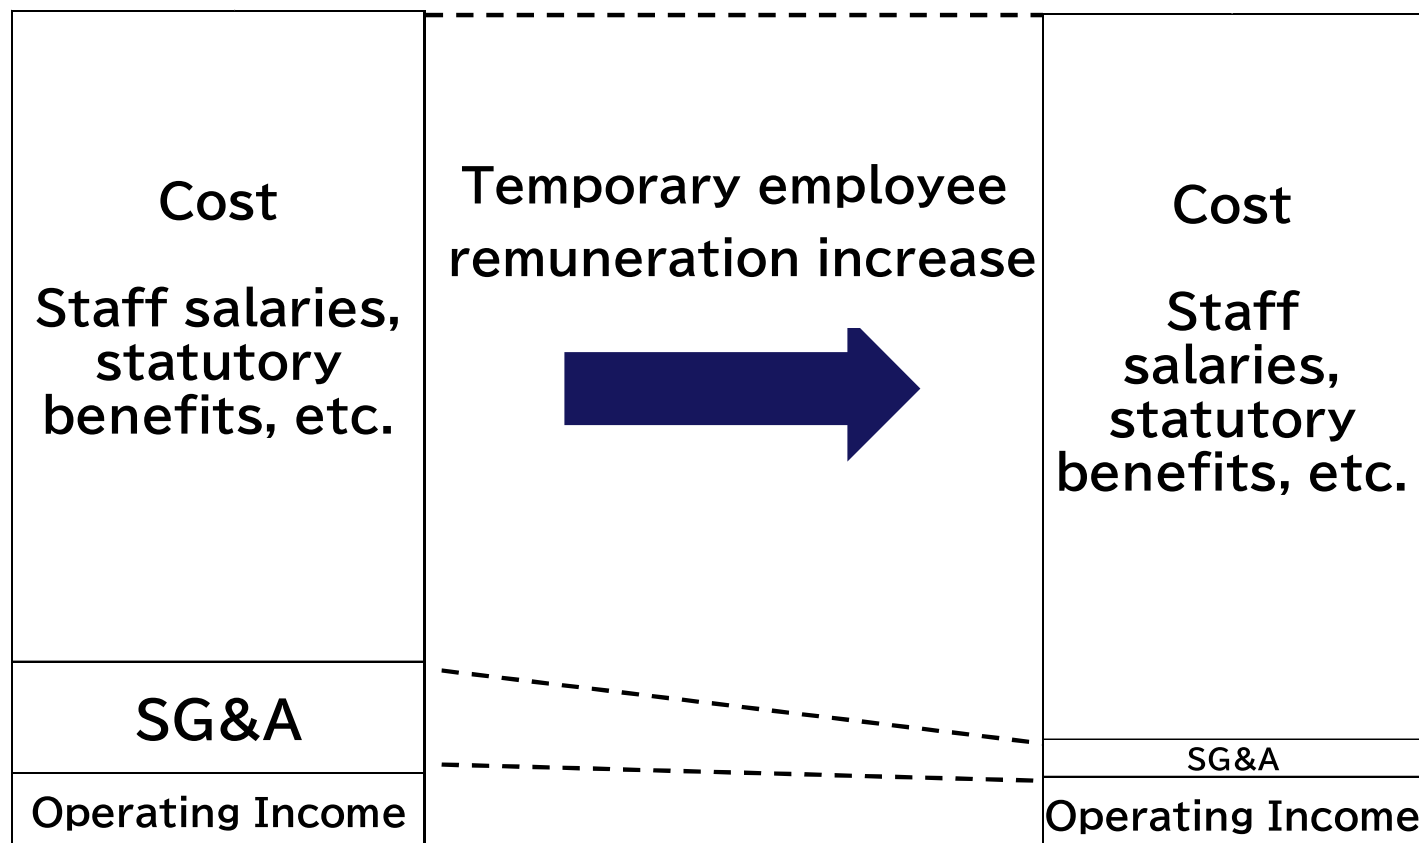 Cost
Staff salaries,
statutory
benefits, etc.
SG&A
Operating Income
Temporary employee
remuneration increase
Cost
Staff
salaries,
statutory
benefits, etc.
SG&A
Operating Income